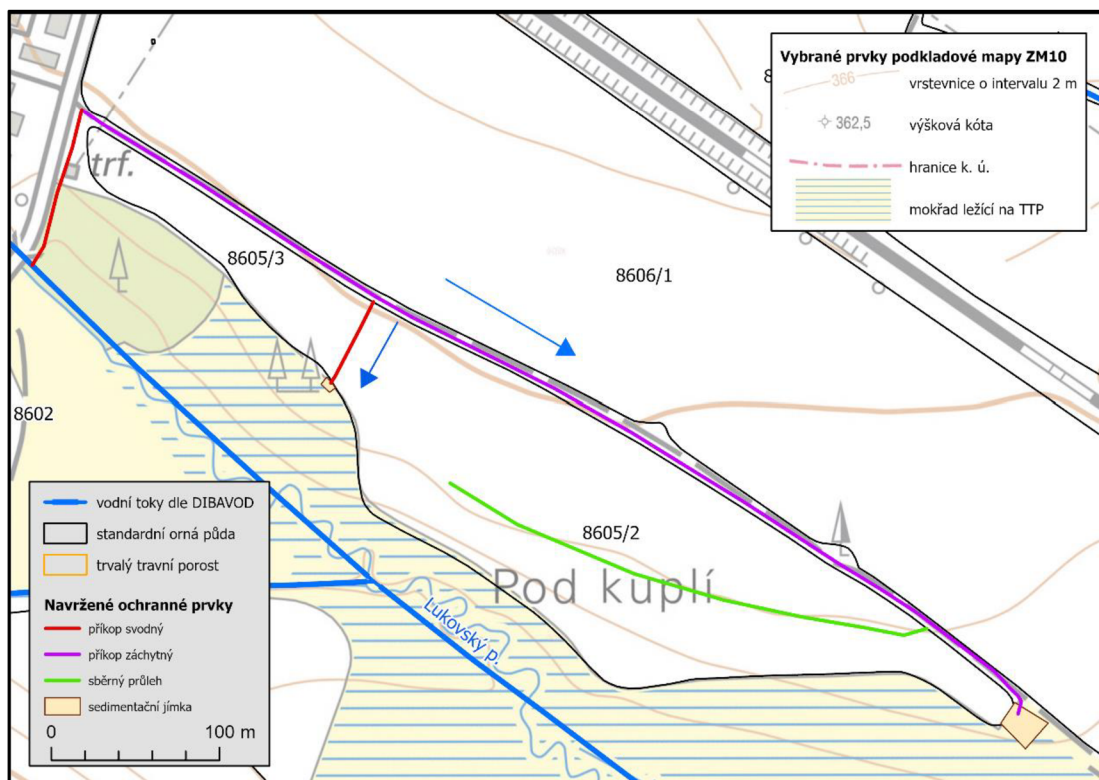 Vybrané prvky podkladové mapy ZM10
366
vrstevnice o intervalu 2 m
362,5
výšková kóta
hranice k. ú.
mokřad ležící na TTP
trf.
8605/3
8606/1
8602
8605/2
Pod kuplí
Lukovský p.
vodní toky dle DIBAVOD
standardní orná půda
trvalý travní porost
Navržené ochranné prvky
příkop svodný
příkop záchytný
sběrný průleh
sedimentační jímka
0 100 m